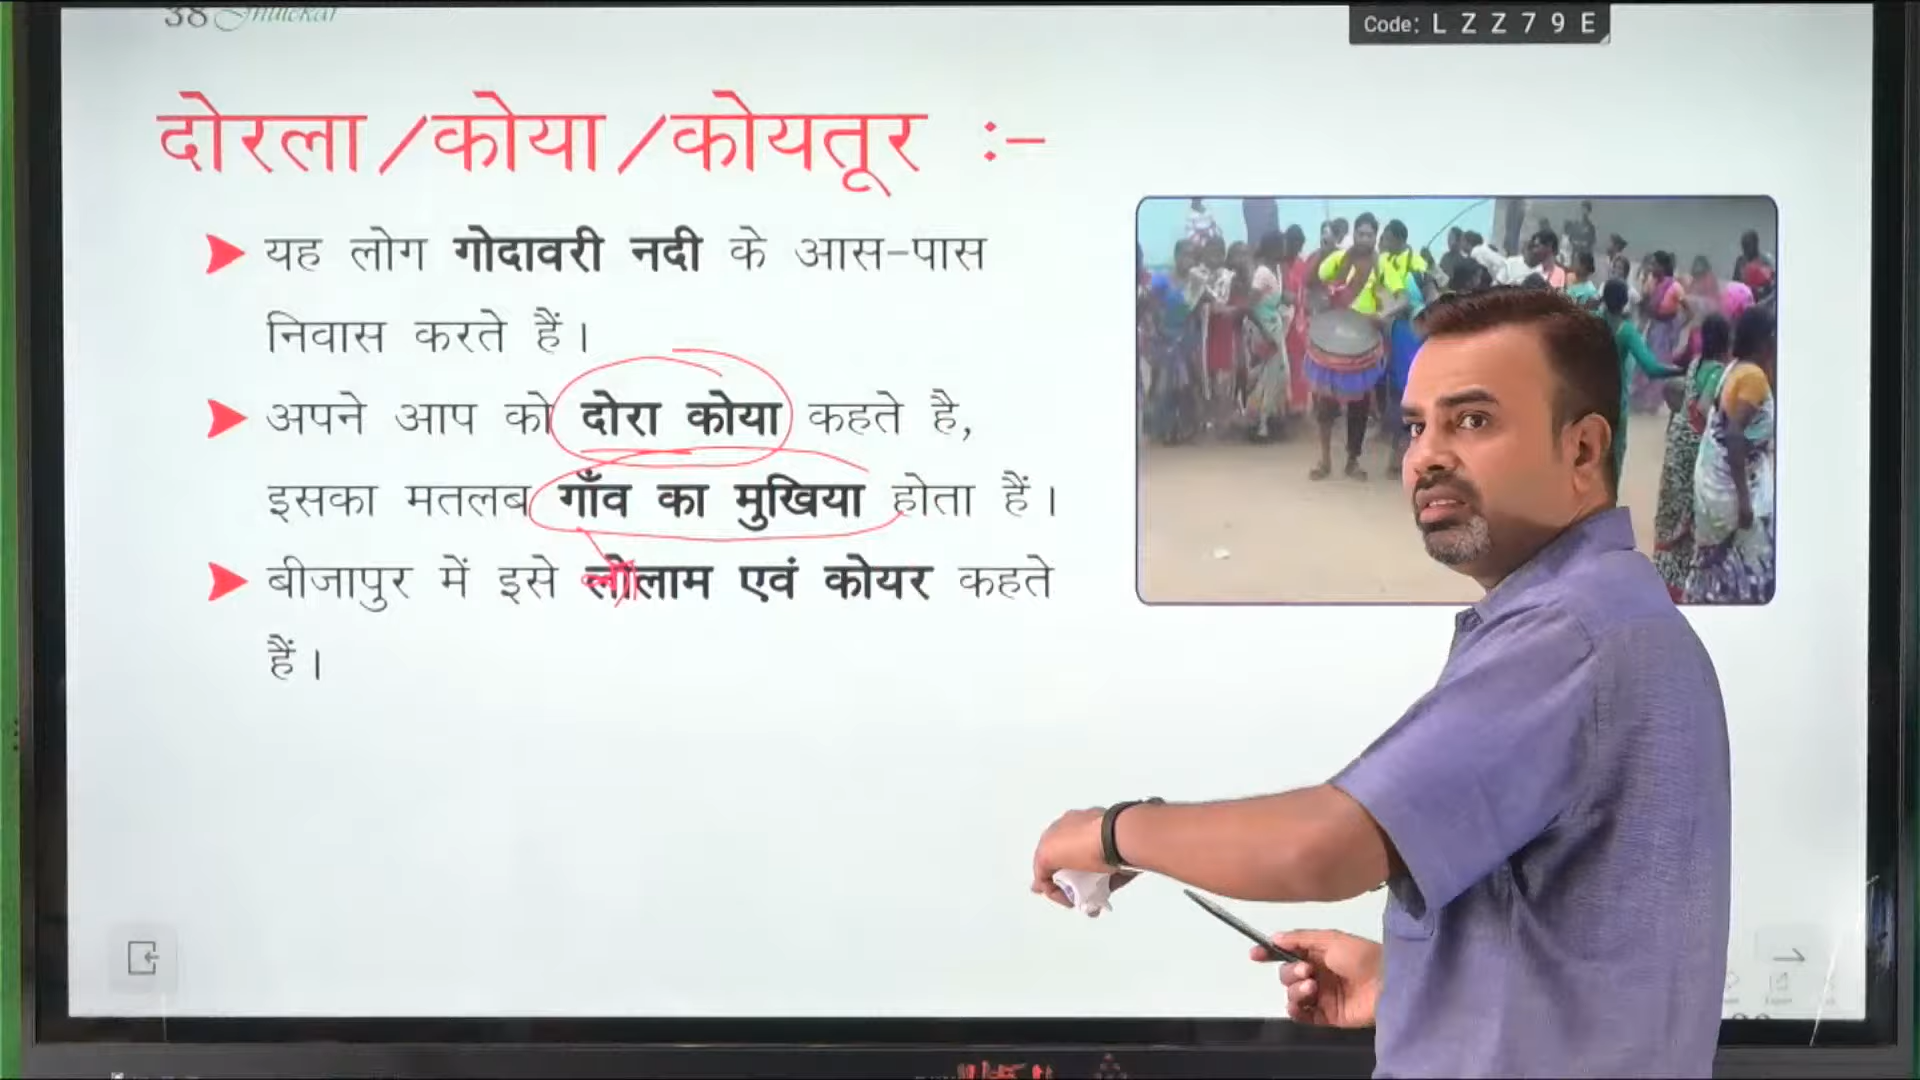 38
Code: L Z Z 7 9 E
दोरला/कोया/कोयतूर :–
यह लोग गोदावरी नदी के आस-पास
निवास करते हैं।
अपने आप को दोरा कोया कहते है,
इसका मतलब गाँव का मुखिया होता हैं।
बीजापुर में इसे लोलाम एवं कोयर कहते
हैं।